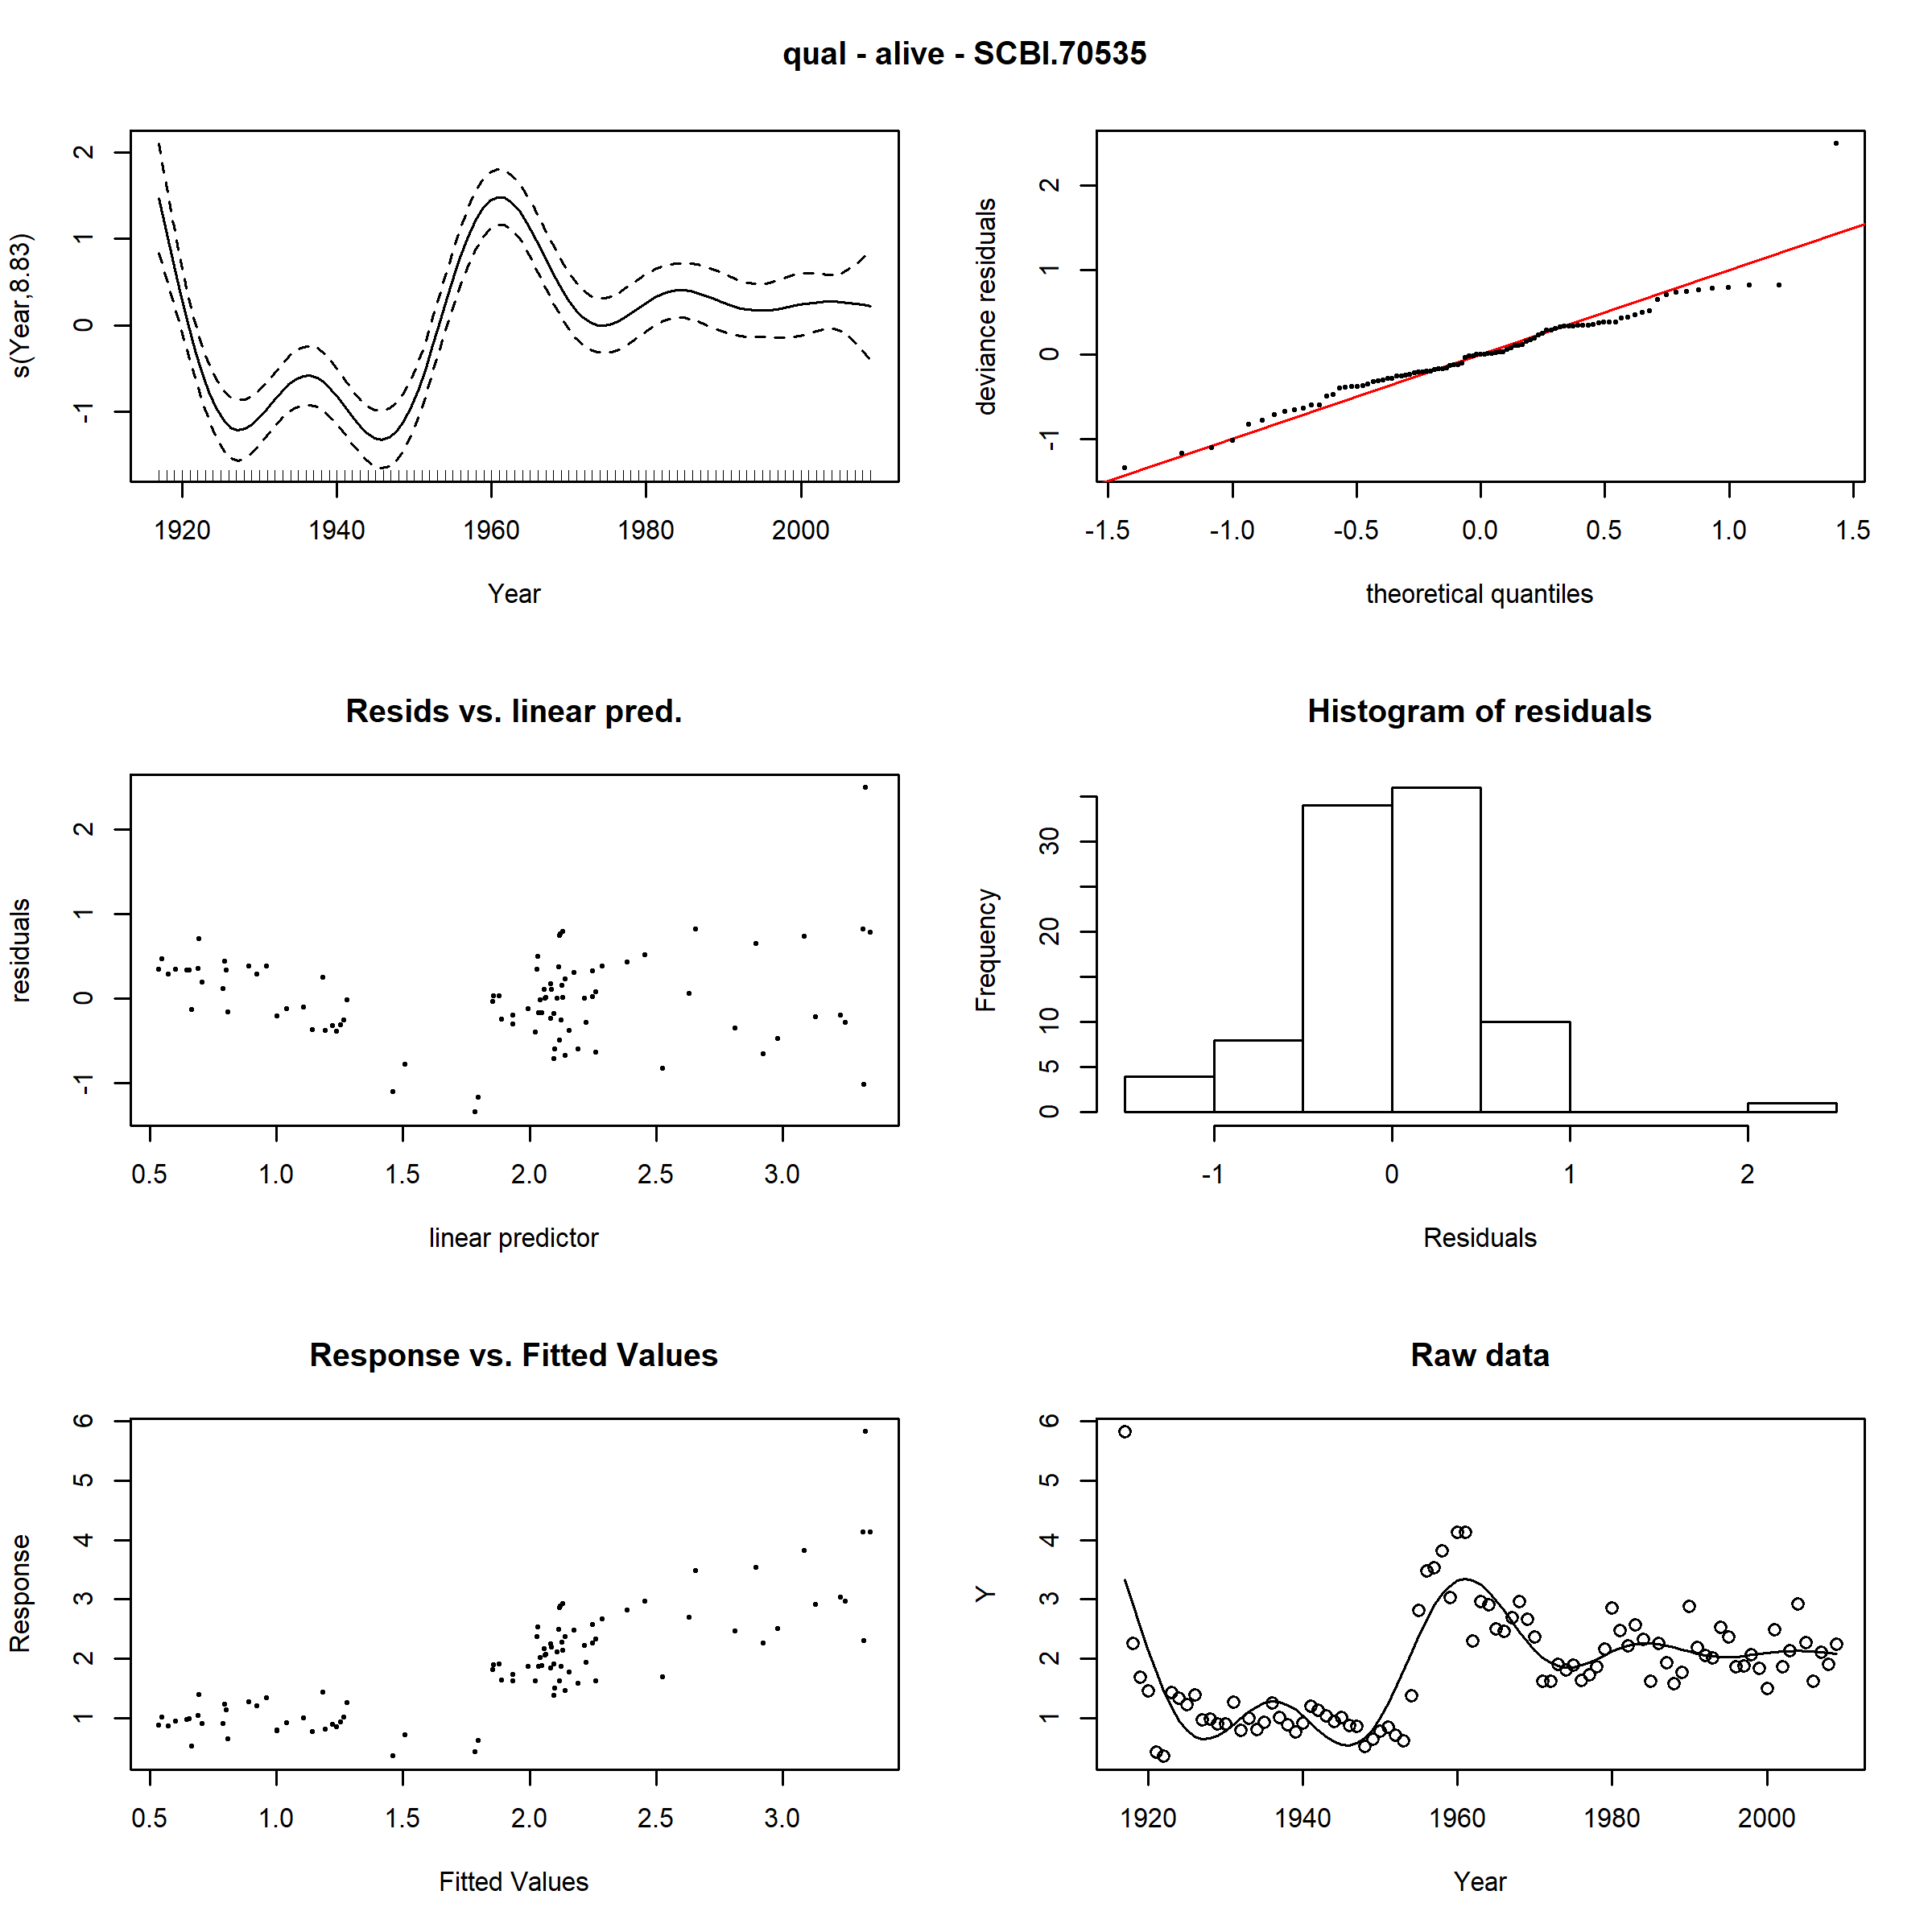 qual - alive - SCBI.70535
s(Year,8.83)
2
1
0
-1
1920 1940 1960 1980 2000
Year
deviance residuals
2
1
0
-1
-1.5 -1.0 -0.5 0.0 0.5 1.0 1.5
theoretical quantiles
Resids vs. linear pred.
residuals
2
1
0
-1
0.5 1.0 1.5 2.0 2.5 3.0
linear predictor
Histogram of residuals
Frequency
30
20
10
5
0
-1 0 1 2
Residuals
Response vs. Fitted Values
Response
6
5
4
3
2
1
0.5 1.0 1.5 2.0 2.5 3.0
Fitted Values
Raw data
Y
6
5
4
3
2
1
1920 1940 1960 1980 2000
Year